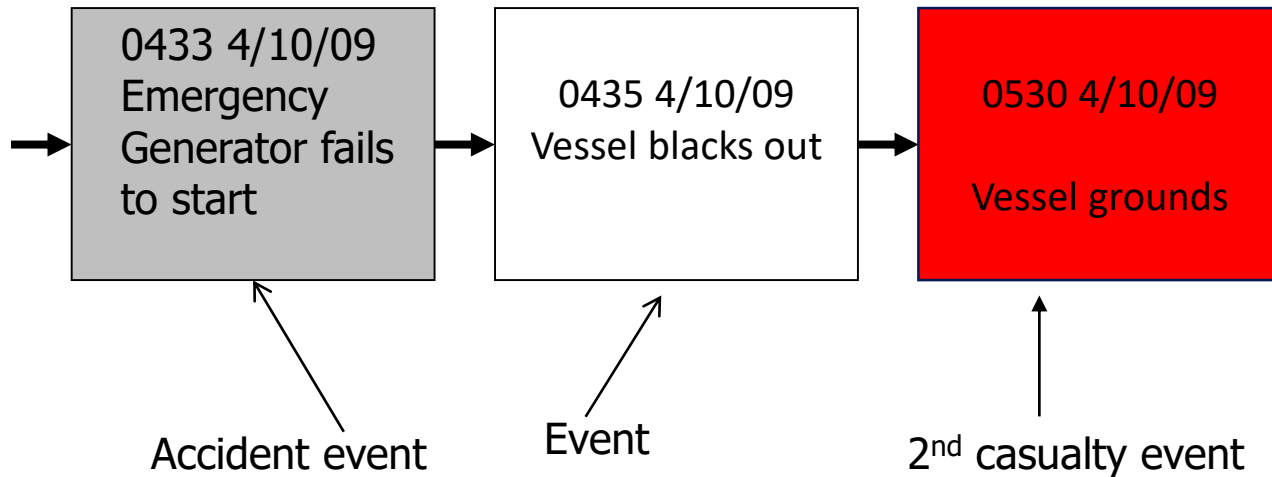 0433 4/10/09
Emergency
Generator fails
to start
0435 4/10/09
Vessel blacks out
0530 4/10/09
Vessel grounds
Accident event
Event
2nd casualty event